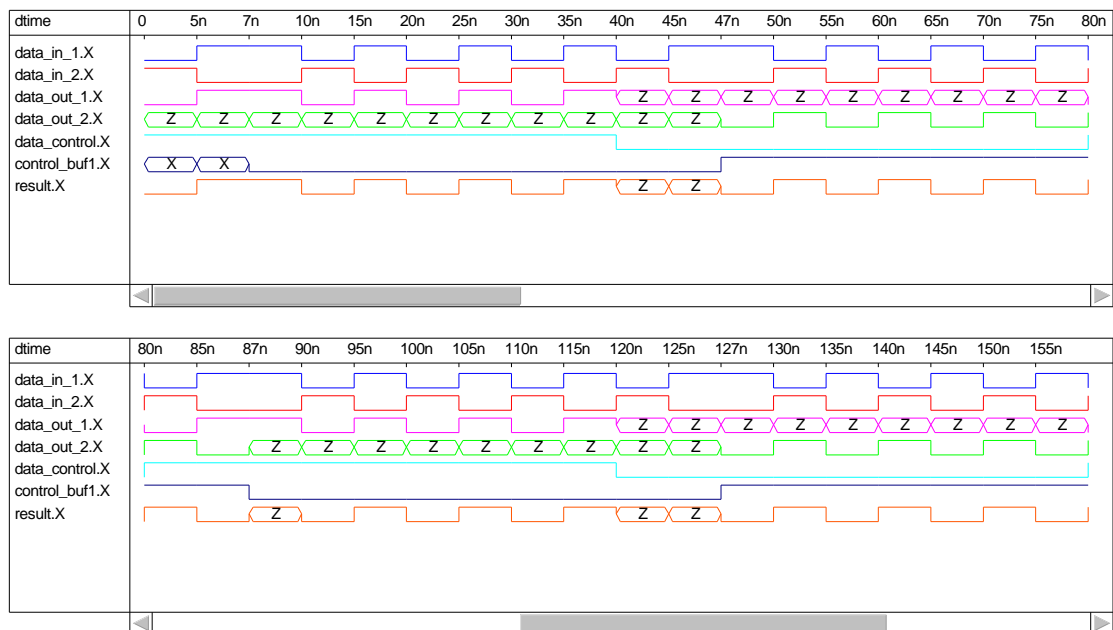 dtime 0 5n 7n 10n 15n 20n 25n 30n 35n 40n 45n 47n 50n 55n 60n 65n 70n 75n 80n
data_in_1.X
data_in_2.X
data_out_1.X Z Z Z Z Z Z Z Z Z
data_out_2.X Z Z Z Z Z Z Z Z Z Z Z
data_control.X
control_buf1.X X X
result.X Z Z
dtime 80n 85n 87n 90n 95n 100n 105n 110n 115n 120n 125n 127n 130n 135n 140n 145n 150n 155n
data_in_1.X
data_in_2.X
data_out_1.X Z Z Z Z Z Z Z Z Z
data_out_2.X Z Z Z Z Z Z Z Z Z
data_control.X
control_buf1.X
result.X Z Z Z